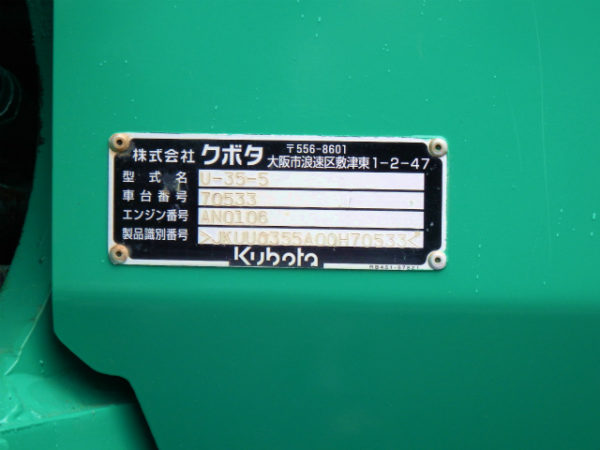 株式会社 クボタ 〒556-8601
大阪市浪速区敷津東1-2-47
型式名 U-35-5
車台番号 70533
エンジン番号 AN0106
製品識別番号 >JKUU0355A00H70533<
Kubota